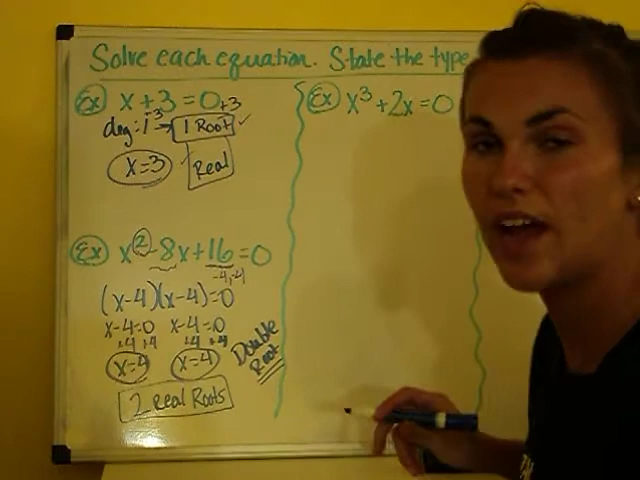 Solve each equation. State the type
Ex x + 3 = 0
-3 +3
deg: 1 → 1 Root ✓
x=3 Real
Ex x² -8x+16=0
-4,-4
(x-4)(x-4)=0
x-4=0 x-4=0
+4 +4 +4 +4
x=4 x=4
Double Root
2 Real Roots
Ex x³ +2x=0